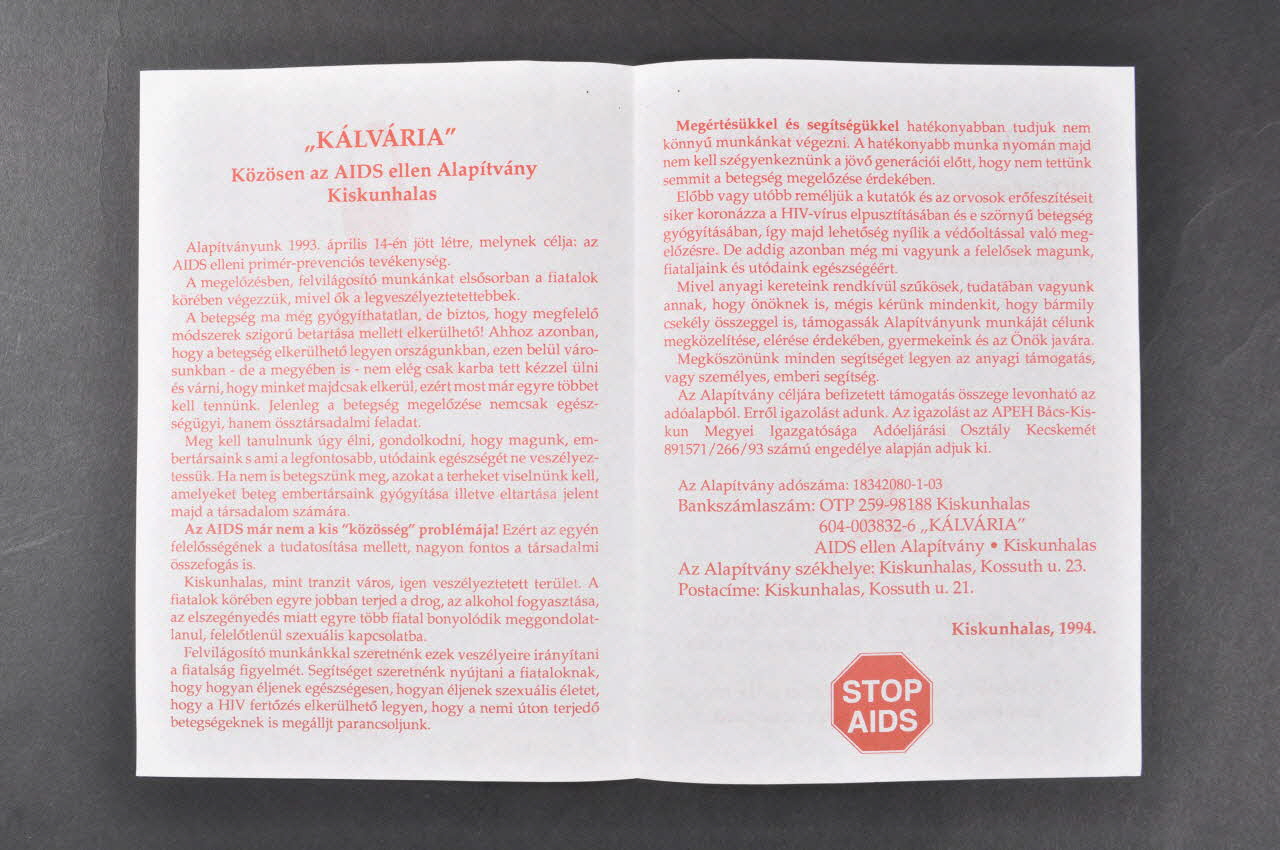 „KÁLVÁRIA”
Közösen az AIDS ellen Alapítvány
Kiskunhalas
Alapítványunk 1993. április 14-én jött létre, melynek célja: az
AIDS elleni primér-prevenciós tevékenység.
A megelőzésben, felvilágosító munkánkat elsősorban a fiatalok
körében végezzük, mivel ők a legveszélyeztetettebbek.
A betegség ma még gyógyíthatatlan, de biztos, hogy megfelelő
módszerek szigorú betartása mellett elkerülhető! Ahhoz azonban,
hogy a betegség elkerülhető legyen országunkban, ezen belül váro-
sunkban - de a megyében is - nem elég csak karba tett kézzel ülni
és várni, hogy minket majdcsak elkerül, ezért most már egyre többet
kell tennünk. Jelenleg a betegség megelőzése nemcsak egész-
ségügyi, hanem össztársadalmi feladat.
Meg kell tanulnunk úgy élni, gondolkodni, hogy magunk, em-
bertársaink s ami a legfontosabb, utódaink egészségét ne veszélyez-
tessük. Ha nem is betegszünk meg, azokat a terheket viselnünk kell,
amelyeket beteg embertársaink gyógyítása illetve eltartása jelent
majd a társadalom számára.
Az AIDS már nem a kis “közösség” problémája! Ezért az egyén
felelősségének a tudatosítása mellett, nagyon fontos a társadalmi
összefogás is.
Kiskunhalas, mint tranzit város, igen veszélyeztetett terület. A
fiatalok körében egyre jobban terjed a drog, az alkohol fogyasztása,
az elszegényedés miatt egyre több fiatal bonyolódik meggondolat-
lanul, felelőtlenül szexuális kapcsolatba.
Felvilágosító munkánkkal szeretnénk ezek veszélyeire irányítani
a fiatalság figyelmét. Segítséget szeretnénk nyújtani a fiataloknak,
hogy hogyan éljenek egészségesen, hogyan éljenek szexuális életet,
hogy a HIV fertőzés elkerülhető legyen, hogy a nemi úton terjedő
betegségeknek is megálljt parancsoljunk.
Megértésükkel és segítségükkel hatékonyabban tudjuk nem
könnyű munkánkat végezni. A hatékonyabb munka nyomán majd
nem kell szégyenkeznünk a jövő generációi előtt, hogy nem tettünk
semmit a betegség megelőzése érdekében.
Előbb vagy utóbb reméljük a kutatók és az orvosok erőfeszítéseit
siker koronázza a HIV-vírus elpusztításában és e szörnyű betegség
gyógyításában, így majd lehetőség nyílik a védőoltással való meg-
előzésre. De addig azonban még mi vagyunk a felelősek magunk,
fiataljaink és utódaink egészségéért.
Mivel anyagi kereteink rendkívül szűkösek, tudatában vagyunk
annak, hogy önöknek is, mégis kérünk mindenkit, hogy bármily
csekély összeggel is, támogassák Alapítványunk munkáját célunk
megközelítése, elérése érdekében, gyermekeink és az Önök javára.
Megköszönünk minden segítséget legyen az anyagi támogatás,
vagy személyes, emberi segítség.
Az Alapítvány céljára befizetett támogatás összege levonható az
adóalapból. Erről igazolást adunk. Az igazolást az APEH Bács-Kis-
kun Megyei Igazgatósága Adóeljárási Osztály Kecskemét
891571/266/93 számú engedélye alapján adjuk ki.
Az Alapítvány adószáma: 18342080-1-03
Bankszámlaszám: OTP 259-98188 Kiskunhalas
604-003832-6 „KÁLVÁRIA”
AIDS ellen Alapítvány • Kiskunhalas
Az Alapítvány székhelye: Kiskunhalas, Kossuth u. 23.
Postacíme: Kiskunhalas, Kossuth u. 21.
Kiskunhalas, 1994.
STOP
AIDS